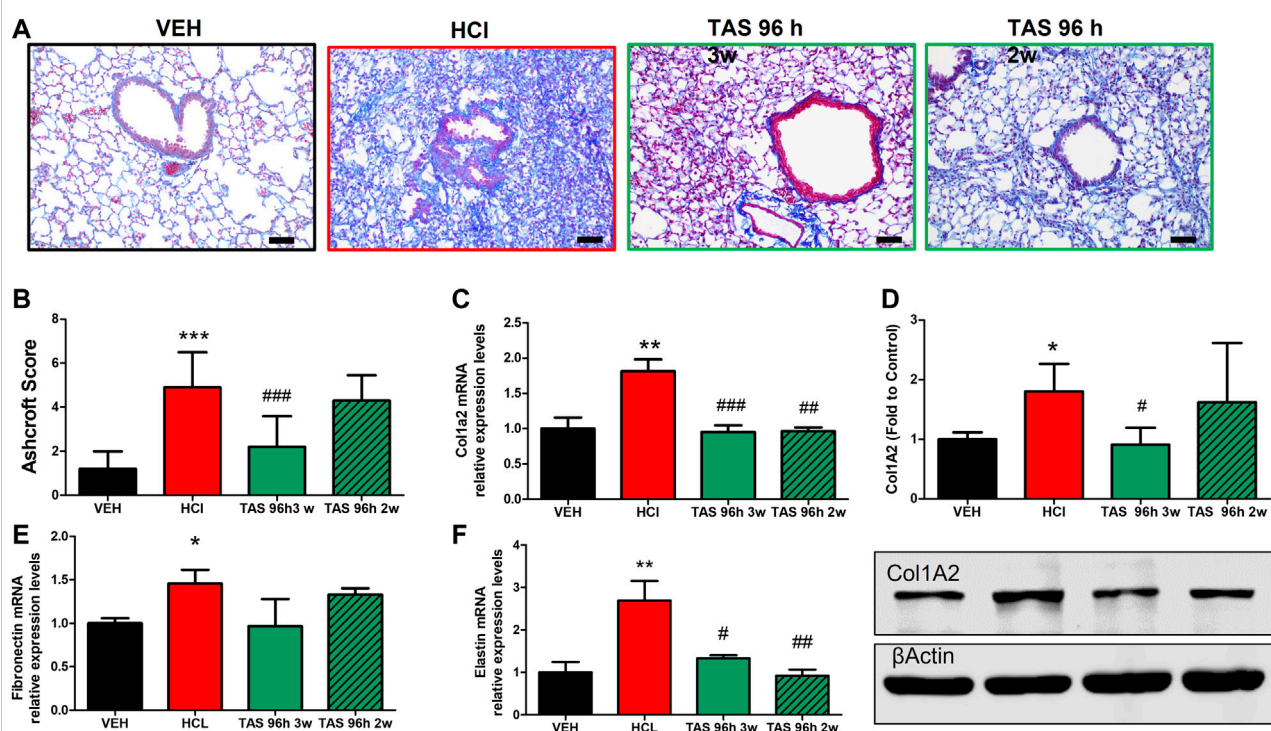 A
VEH
HCl
TAS 96 h
3w
TAS 96 h
2w
B
Ashcroft Score
8
6
4
2
0
***
###
VEH
HCl
TAS 96h3 w
TAS 96h 2w
C
Col1a2 mRNA
relative expression levels
2.5
2.0
1.5
1.0
0.5
0.0
**
###
##
VEH
HCl
TAS 96h 3w
TAS 96h 2w
D
Col1A2 (Fold to Control)
3
2
1
0
*
#
VEH
HCl
TAS 96h 3w
TAS 96h 2w
E
Fibronectin mRNA
relative expression levels
2.0
1.5
1.0
0.5
0.0
*
VEH
HCL
TAS 96h 3w
TAS 96h 2w
F
Elastin mRNA
relative expression levels
4
3
2
1
0
**
#
##
VEH
HCL
TAS 96h 3w
TAS 96h 2w
Col1A2
βActin